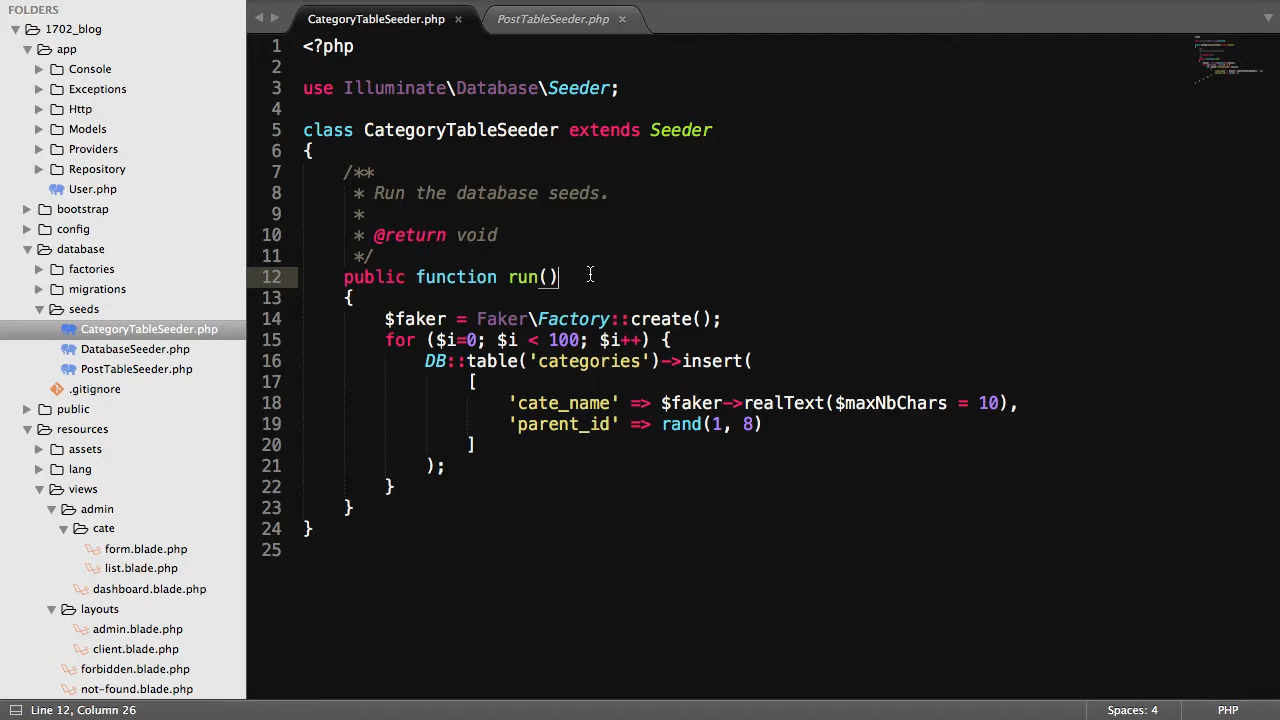 FOLDERS
1702_blog
app
Console
Exceptions
Http
Models
Providers
Repository
User.php
bootstrap
config
database
factories
migrations
seeds
CategoryTableSeeder.php
DatabaseSeeder.php
PostTableSeeder.php
.gitignore
public
resources
assets
lang
views
admin
cate
form.blade.php
list.blade.php
dashboard.blade.php
layouts
admin.blade.php
client.blade.php
forbidden.blade.php
not-found.blade.php
CategoryTableSeeder.php × PostTableSeeder.php ×
1 <?php
2
3 use Illuminate\Database\Seeder;
4
5 class CategoryTableSeeder extends Seeder
6 {
7     /**
8      * Run the database seeds.
9      *
10      * @return void
11      */
12     public function run()
13     {
14         $faker = Faker\Factory::create();
15         for ($i=0; $i < 100; $i++) {
16             DB::table('categories')->insert(
17                 [
18                     'cate_name' => $faker->realText($maxNbChars = 10),
19                     'parent_id' => rand(1, 8)
20                 ]
21             );
22         }
23     }
24 }
25
Line 12, Column 26 Spaces: 4 PHP